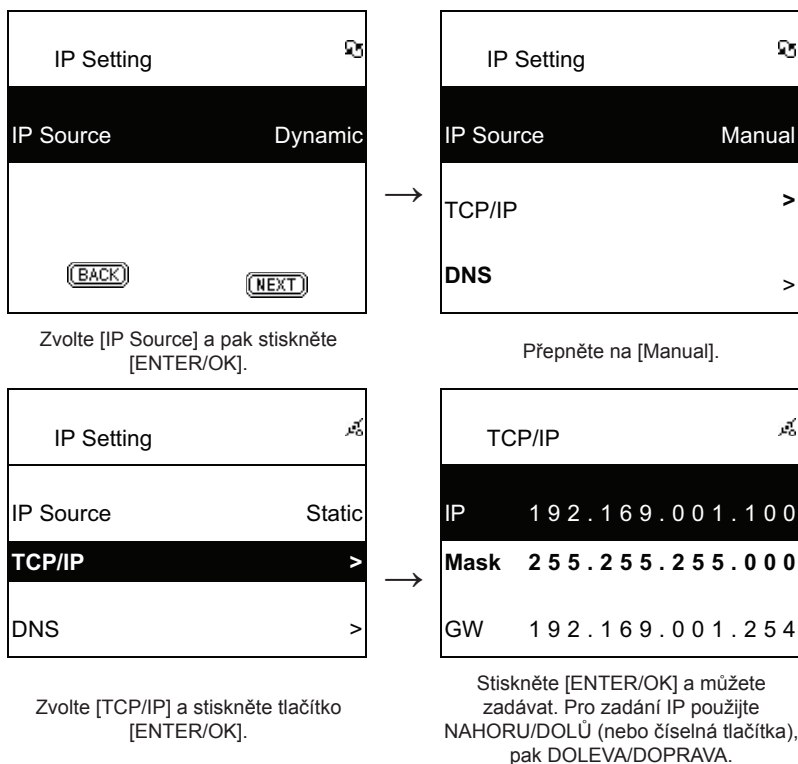 IP Setting
IP Source Dynamic
BACK NEXT
→
IP Setting
IP Source Manual
TCP/IP >
DNS >
Zvolte [IP Source] a pak stiskněte
[ENTER/OK].
Přepněte na [Manual].
IP Setting
IP Source Static
TCP/IP >
DNS >
→
TCP/IP
IP 192.169.001.100
Mask 255.255.255.000
GW 192.169.001.254
Zvolte [TCP/IP] a stiskněte tlačítko
[ENTER/OK].
Stiskněte [ENTER/OK] a můžete
zadávat. Pro zadání IP použijte
NAHORU/DOLŮ (nebo číselná tlačítka),
pak DOLEVA/DOPRAVA.